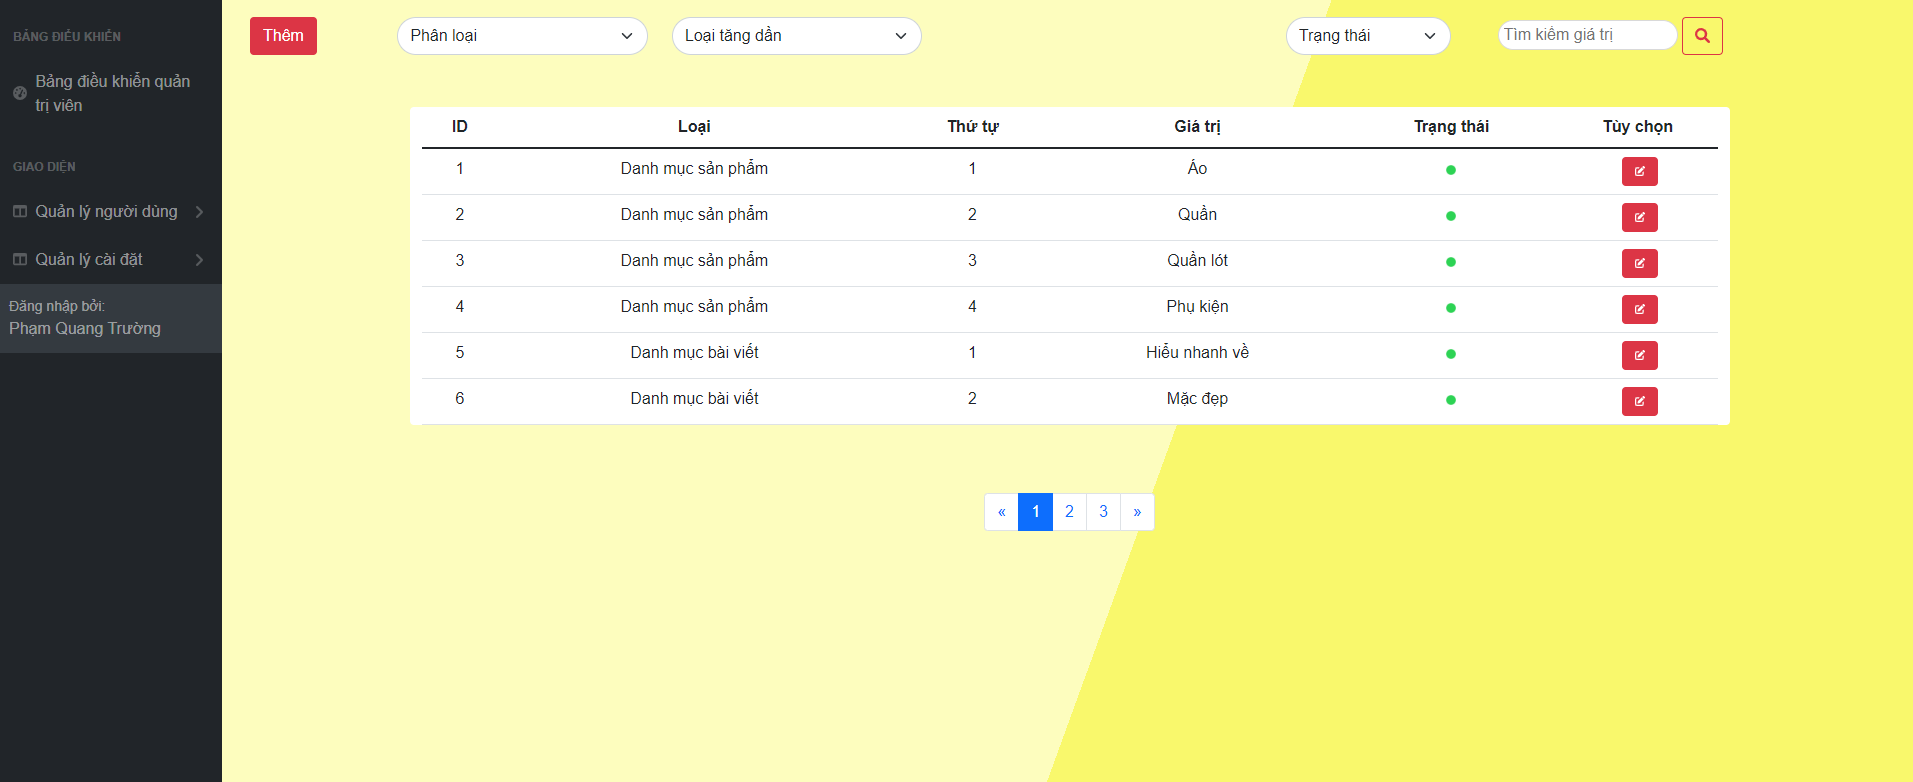 BẢNG ĐIỀU KHIỂN
Bảng điều khiển quản
trị viên
GIAO DIỆN
Quản lý người dùng
Quản lý cài đặt
Đăng nhập bởi:
Phạm Quang Trường
Thêm
Phân loại
Loại tăng dần
Trạng thái
Tìm kiếm giá trị
ID Loại Thứ tự Giá trị Trạng thái Tùy chọn
1 Danh mục sản phẩm 1 Áo
2 Danh mục sản phẩm 2 Quần
3 Danh mục sản phẩm 3 Quần lót
4 Danh mục sản phẩm 4 Phụ kiện
5 Danh mục bài viết 1 Hiểu nhanh về
6 Danh mục bài viết 2 Mặc đẹp
« 1 2 3 »